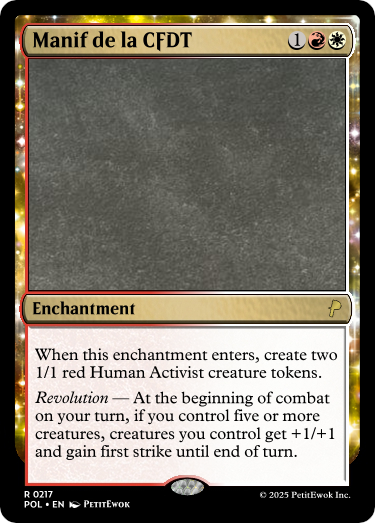 Manif de la CFDT 1
Enchantment
When this enchantment enters, create two
1/1 red Human Activist creature tokens.
Revolution — At the beginning of combat
on your turn, if you control five or more
creatures, creatures you control get +1/+1
and gain first strike until end of turn.
R 0217
POL • EN PetitEwok
© 2025 PetitEwok Inc.